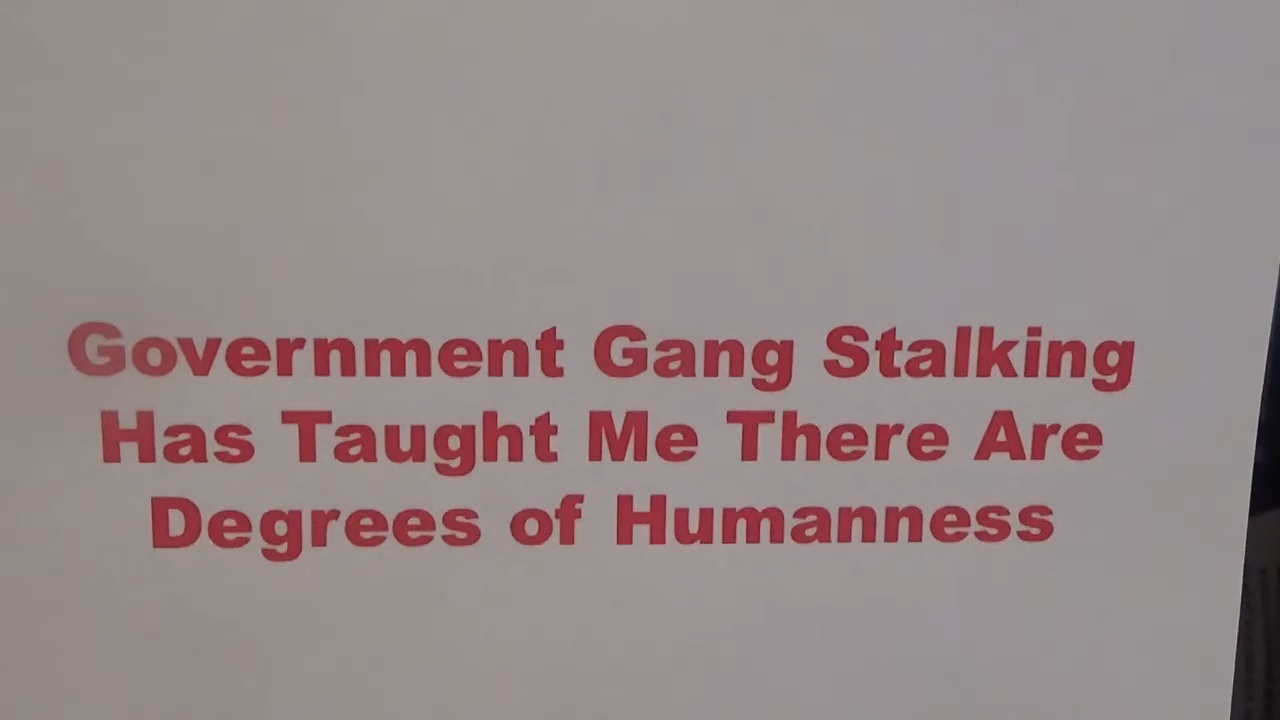 Government Gang Stalking
Has Taught Me There Are
Degrees of Humanness